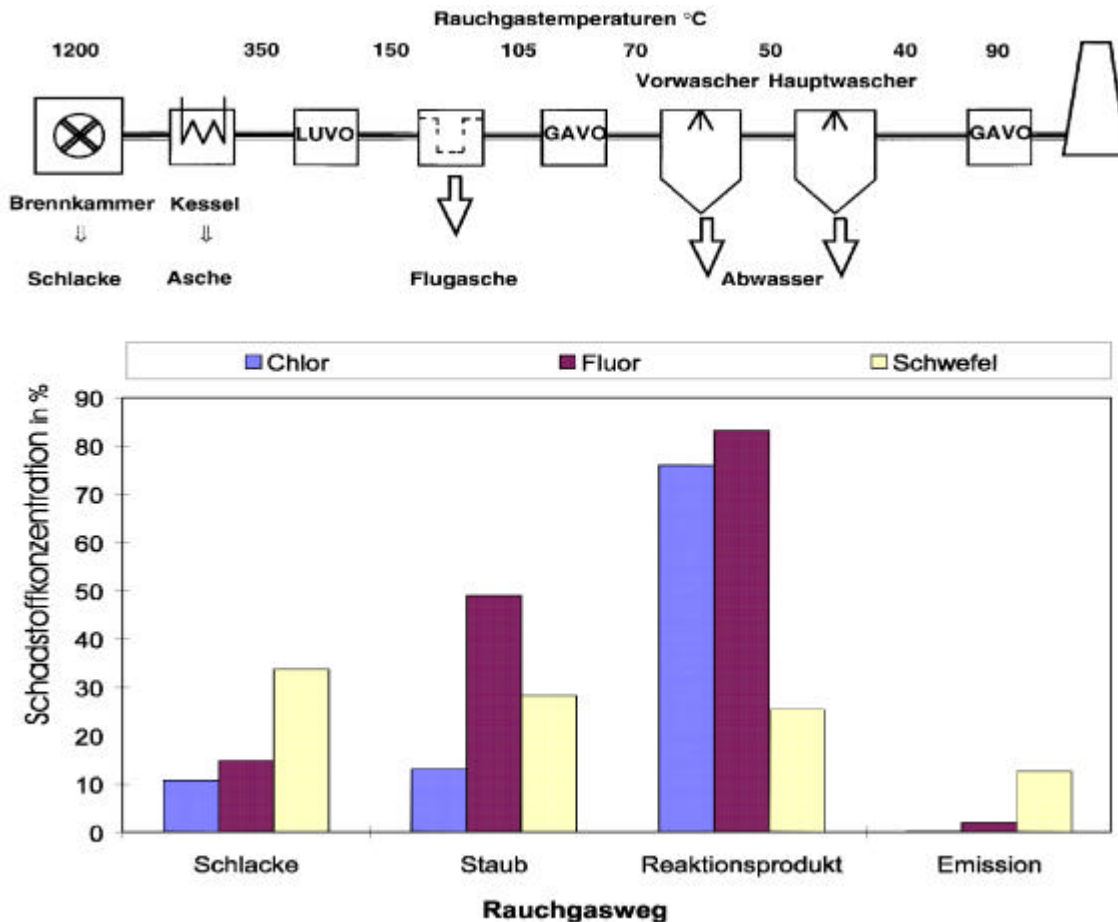 Rauchgastemperaturen °C
1200 350 150 105 70 50 40 90
Vorwascher Hauptwascher
LUVO GAVO GAVO
Brennkammer Kessel
⇓ ⇓
Schlacke Asche Flugasche Abwasser
Chlor Fluor Schwefel
Schadstoffkonzentration in %
90
80
70
60
50
40
30
20
10
0
Schlacke Staub Reaktionsprodukt Emission
Rauchgasweg